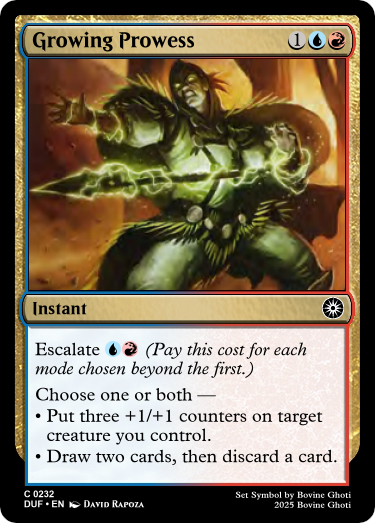 Growing Prowess 1
Instant
Escalate (Pay this cost for each
mode chosen beyond the first.)
Choose one or both —
• Put three +1/+1 counters on target
creature you control.
• Draw two cards, then discard a card.
C 0232
DUF • EN David Rapoza
Set Symbol by Bovine Ghoti
2025 Bovine Ghoti